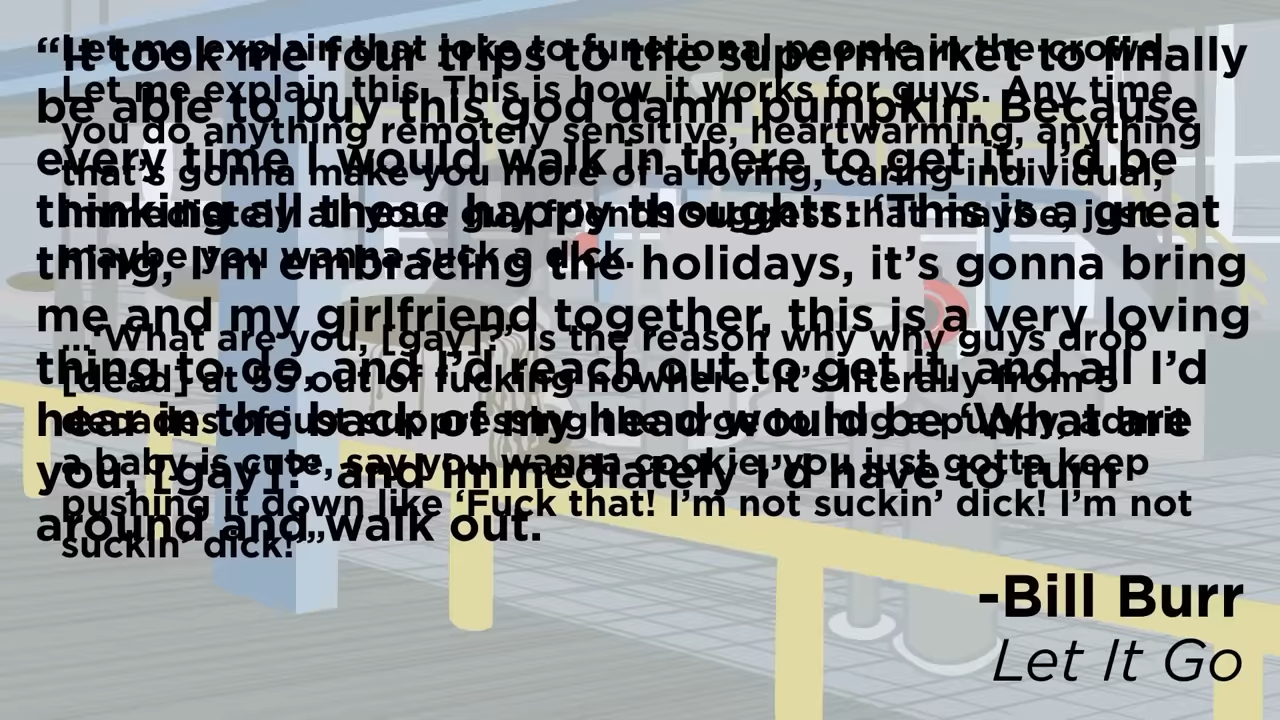 “It took me four trips to the supermarket to finally
be able to buy this god damn pumpkin. Because
every time I would walk in there to get it, I’d be
thinking all these happy thoughts: ‘This is a great
thing, I’m embracing the holidays, it’s gonna bring
me and my girlfriend together, this is a very loving
thing to do, and I’d reach out to get it, and all I’d
hear in the back of my head would be ‘What are
you, [gay]?’ and immediately I’d have to turn
around and walk out.
Let me explain that joke to functional people in the crowd.
Let me explain this. This is how it works for guys. Any time
you do anything remotely sensitive, heartwarming, anything
that’s gonna make you more of a loving, caring individual,
immediately all your guy friends suggest that maybe, just
maybe you wanna suck a dick.
...‘What are you, [gay]?’ Is the reason why why guys drop
[dead] at 55 out of fucking nowhere. It’s literally from 5
decades of just suppressing the urge to hug a puppy, admit
a baby is cute, say you wanna cookie, you just gotta keep
pushing it down like ‘Fuck that! I’m not suckin’ dick! I’m not
suckin’ dick!’”
-Bill Burr
Let It Go